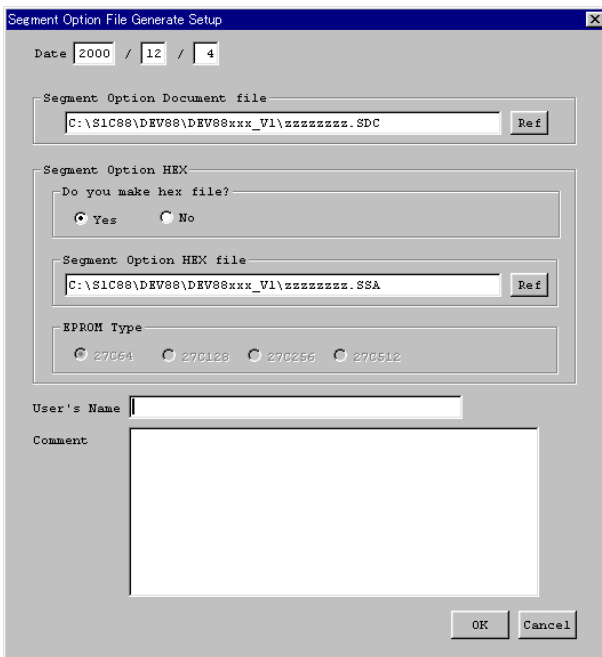 Segment Option File Generate Setup
Date 2000 / 12 / 4
Segment Option Document file
C:\S1C88\DEV88\DEV88xxx_V1\zzzzzzzz.SDC Ref
Segment Option HEX
Do you make hex file?
Yes No
Segment Option HEX file
C:\S1C88\DEV88\DEV88xxx_V1\zzzzzzzz.SSA Ref
EPROM Type
27C64 27C128 27C256 27C512
User's Name
Comment
OK Cancel